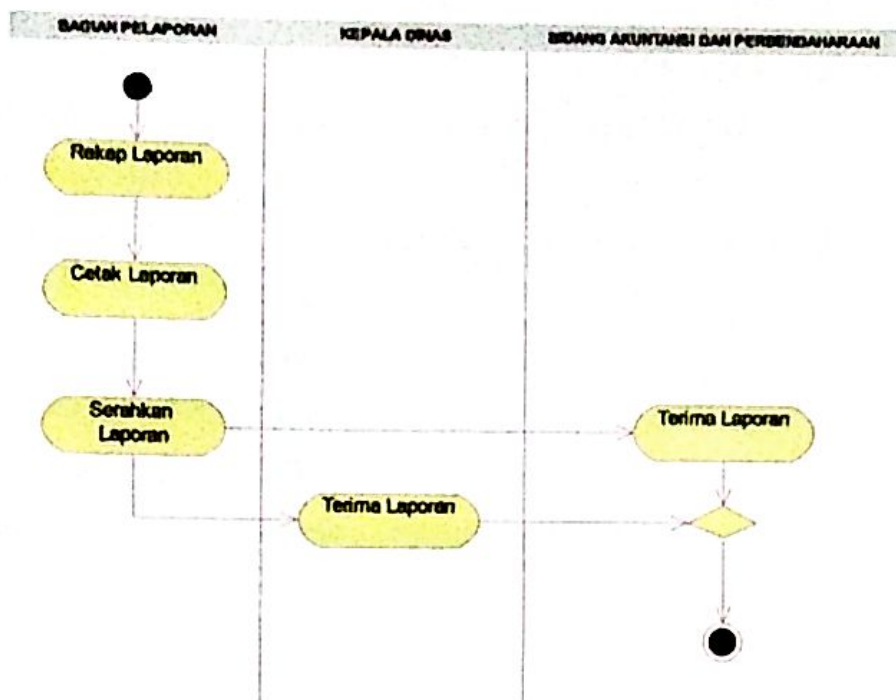 BAGIAN PELAPORAN
KEPALA DINAS
BIDANG AKUNTANSI DAN PERBENDAHARAAN
Rekap Laporan
Cetak Laporan
Serahkan
Laporan
Terima Laporan
Terima Laporan